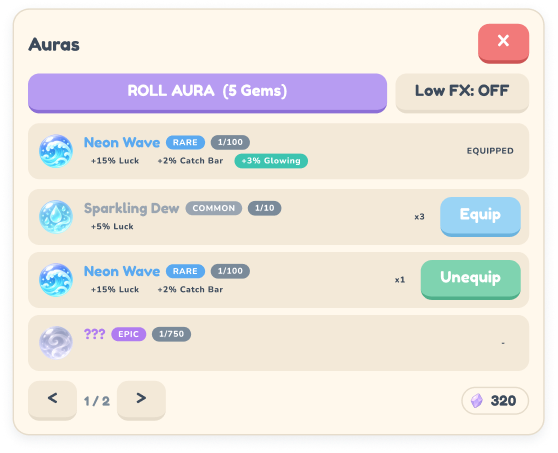 Auras
X
ROLL AURA (5 Gems)
Low FX: OFF
Neon Wave RARE 1/100
+15% Luck +2% Catch Bar +3% Glowing
EQUIPPED
Sparkling Dew COMMON 1/10
+5% Luck
x3
Equip
Neon Wave RARE 1/100
+15% Luck +2% Catch Bar
x1
Unequip
??? EPIC 1/750
-
< 1 / 2 >
320